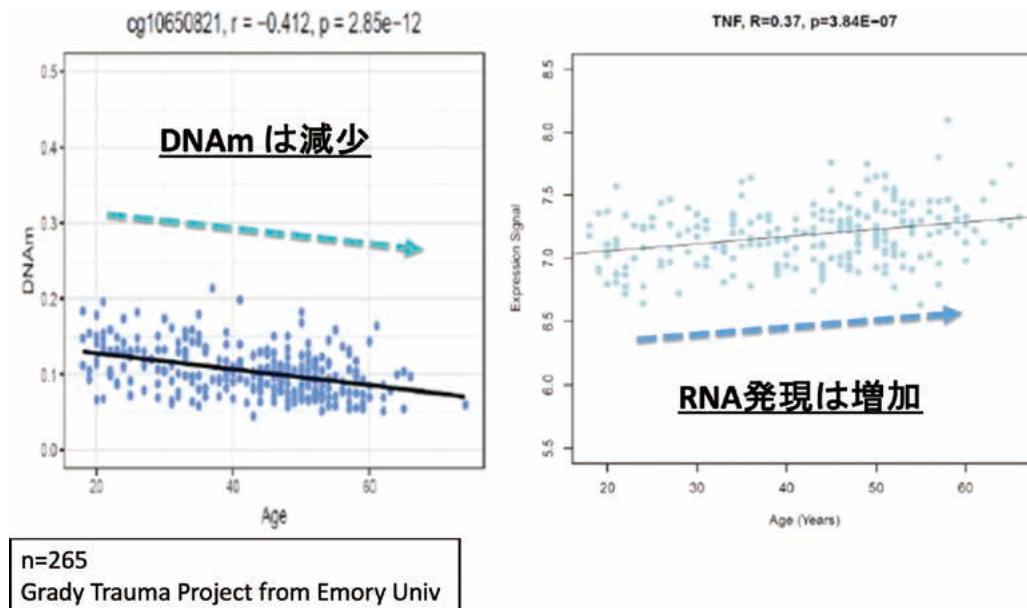 cg10650821, r = −0.412, p = 2.85e−12
DNAm は減少
DNAm
0.5
0.4
0.3
0.2
0.1
0.0
20
40
60
Age
TNF, R=0.37, p=3.84E−07
RNA発現は増加
Expression Signal
8.5
8.0
7.5
7.0
6.5
6.0
5.5
20
30
40
50
60
Age (Years)
n=265
Grady Trauma Project from Emory Univ